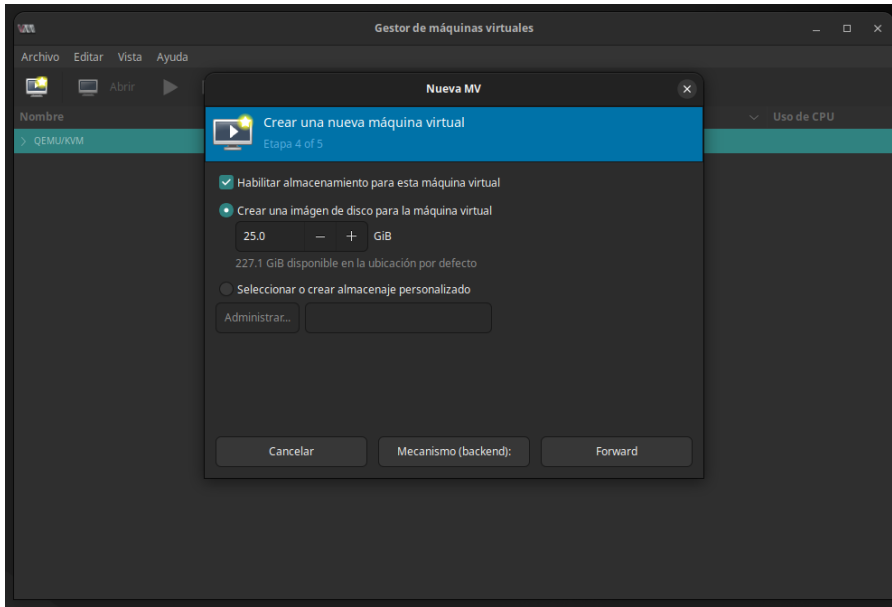 Gestor de máquinas virtuales
Archivo Editar Vista Ayuda
Abrir
Nueva MV
Nombre
Uso de CPU
QEMU/KVM
Crear una nueva máquina virtual
Etapa 4 of 5
Habilitar almacenamiento para esta máquina virtual
Crear una imágen de disco para la máquina virtual
25.0 GiB
227.1 GiB disponible en la ubicación por defecto
Seleccionar o crear almacenaje personalizado
Administrar...
Cancelar Mecanismo (backend): Forward